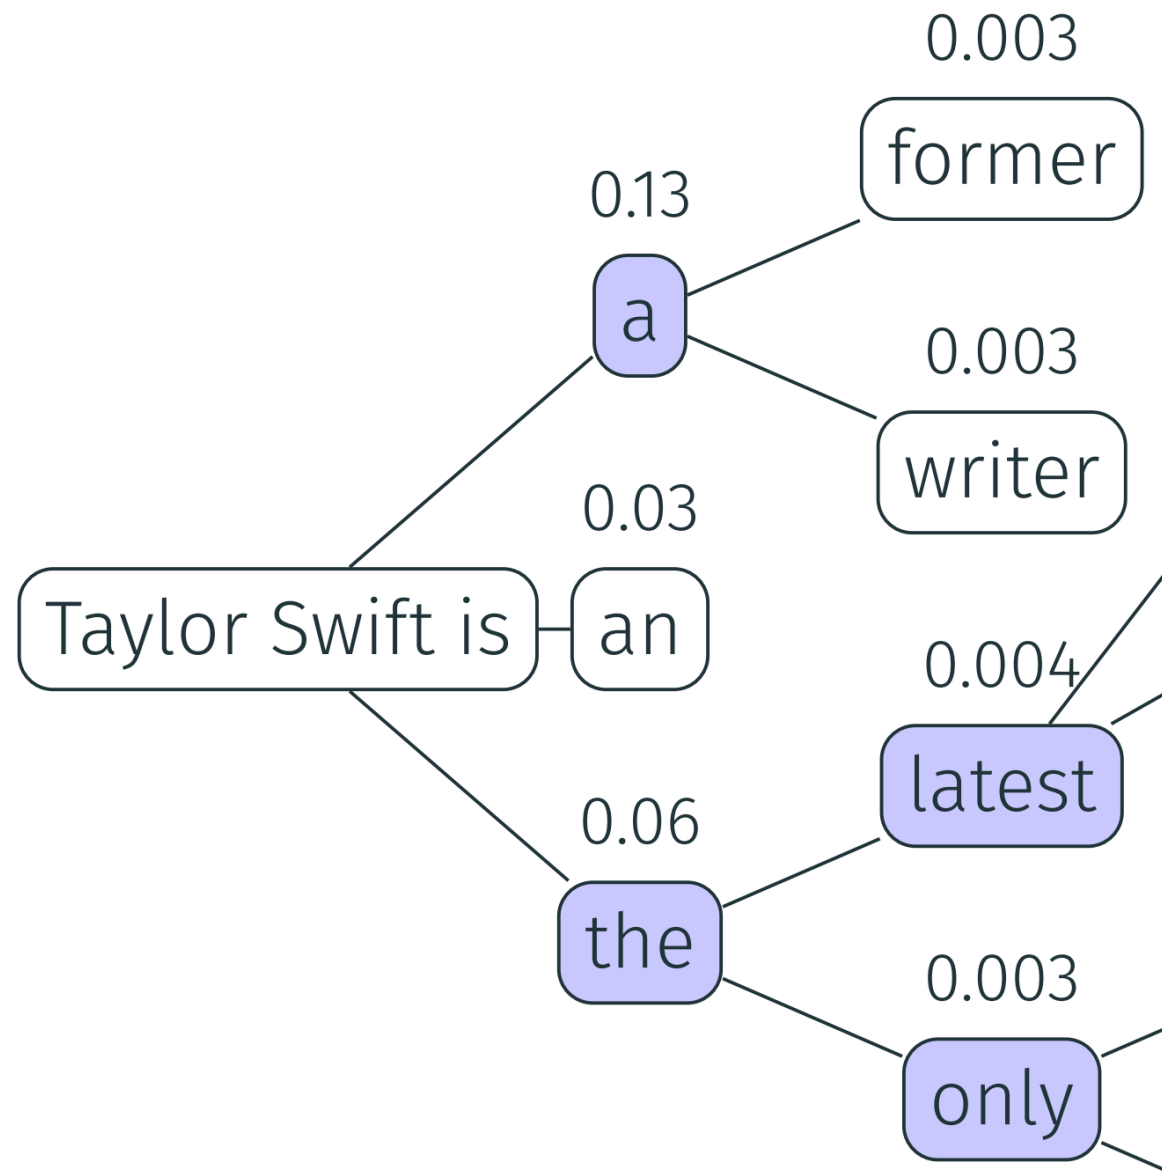 0.003
former
0.13
a
0.003
writer
0.03
Taylor Swift is
an
0.004
latest
0.06
the
0.003
only